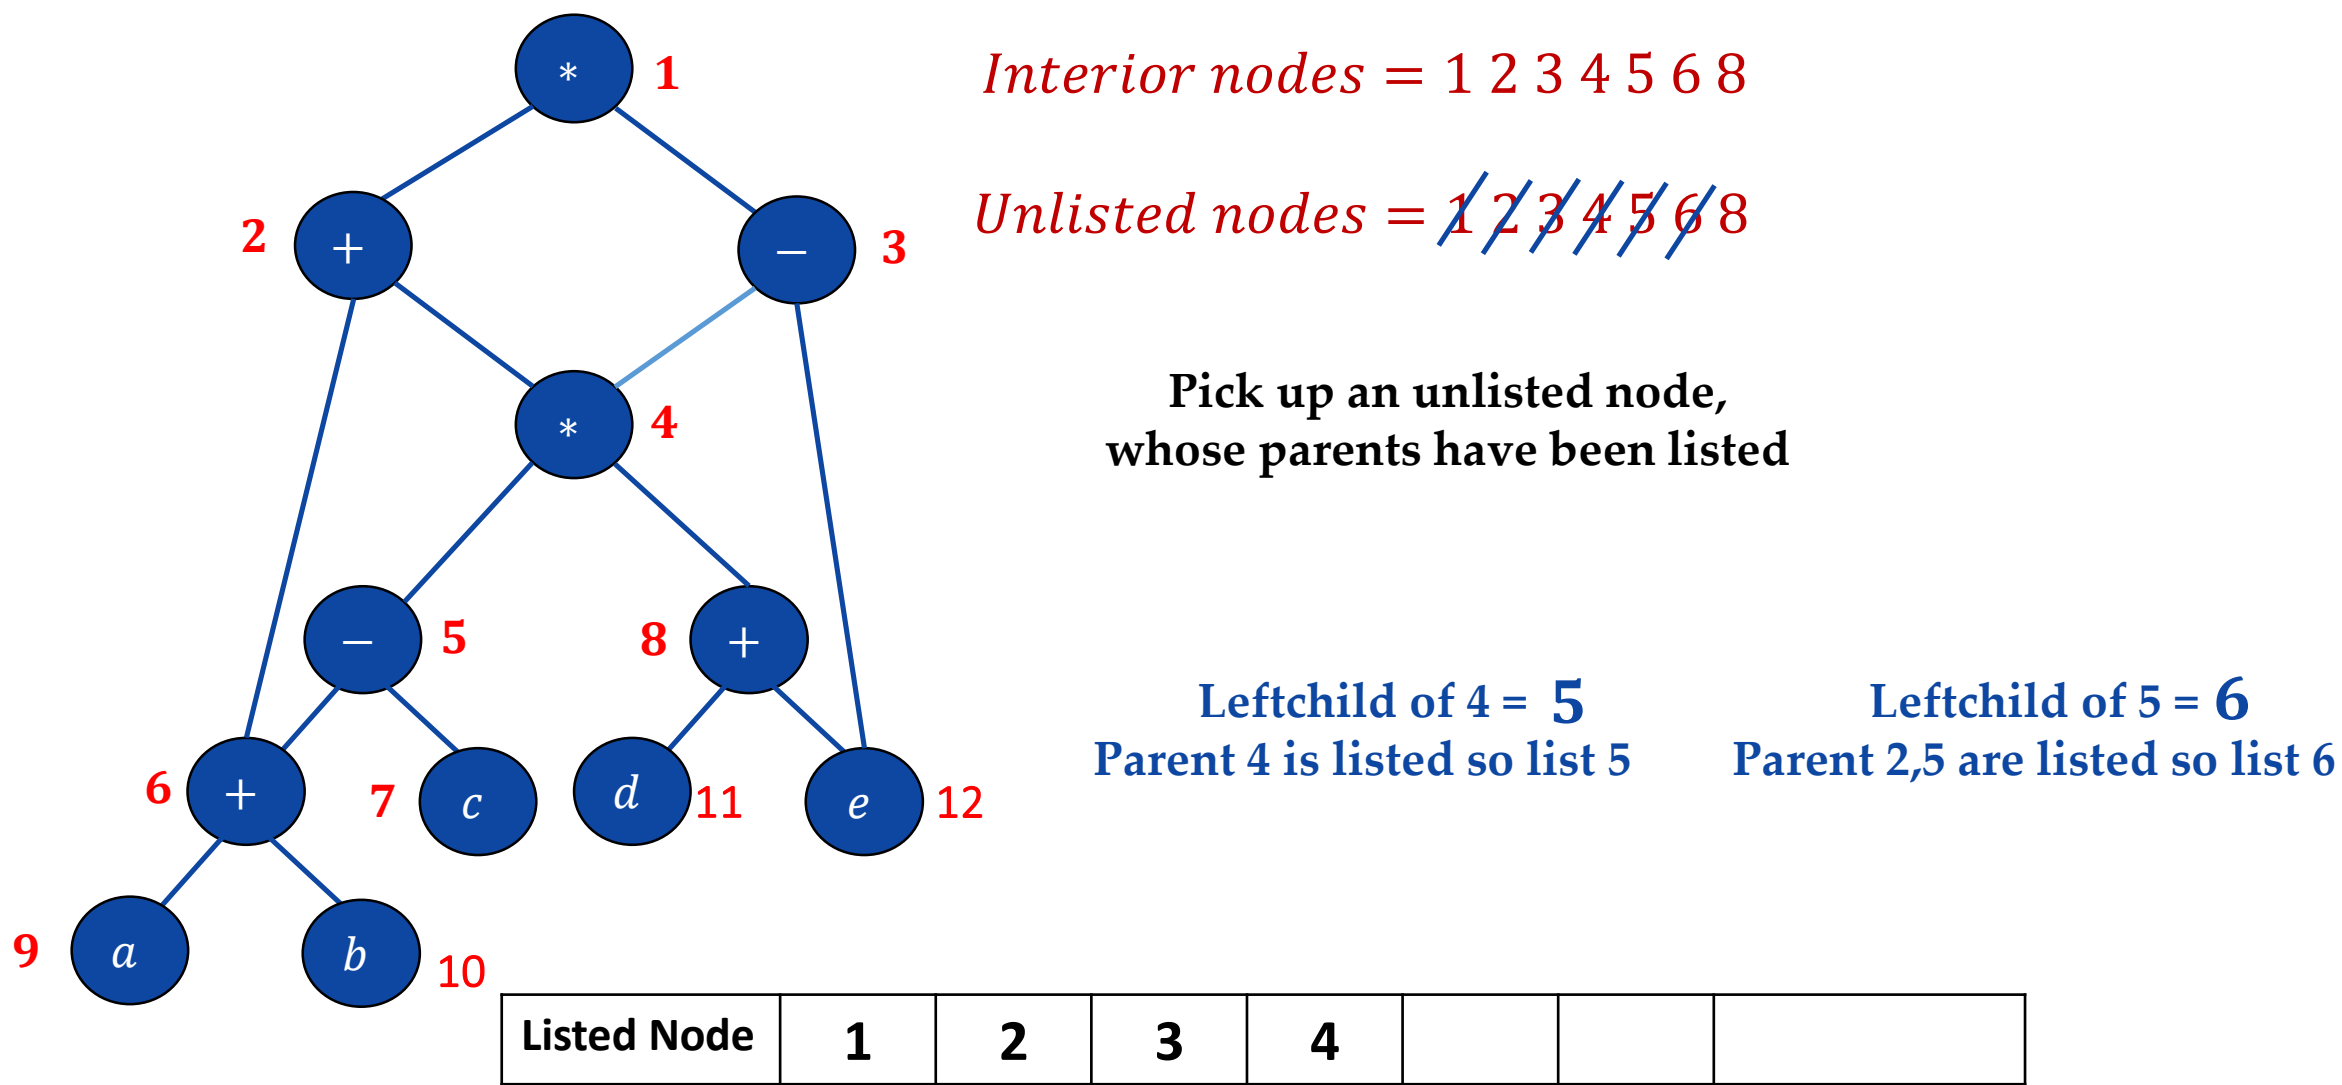 * 1
Interior nodes = 1 2 3 4 5 6 8
Unlisted nodes = 1 2 3 4 5 6 8
2 + − 3
Pick up an unlisted node,
whose parents have been listed
* 4
− 5 8 +
Leftchild of 4 = 5
Parent 4 is listed so list 5
Leftchild of 5 = 6
Parent 2,5 are listed so list 6
6 + 7 c d 11 e 12
9 a b 10
Listed Node 1 2 3 4